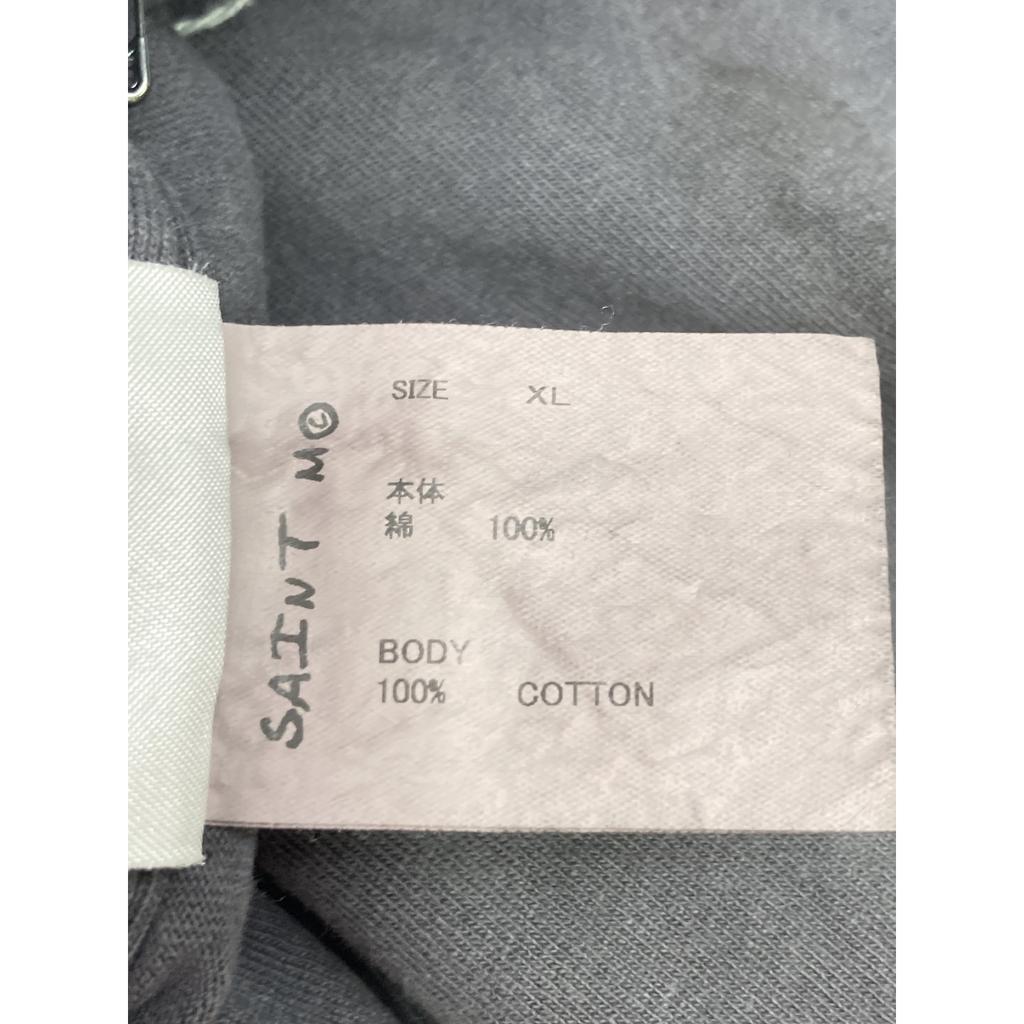 SAINT M©
SIZE XL
本体
綿 100%
BODY
100% COTTON